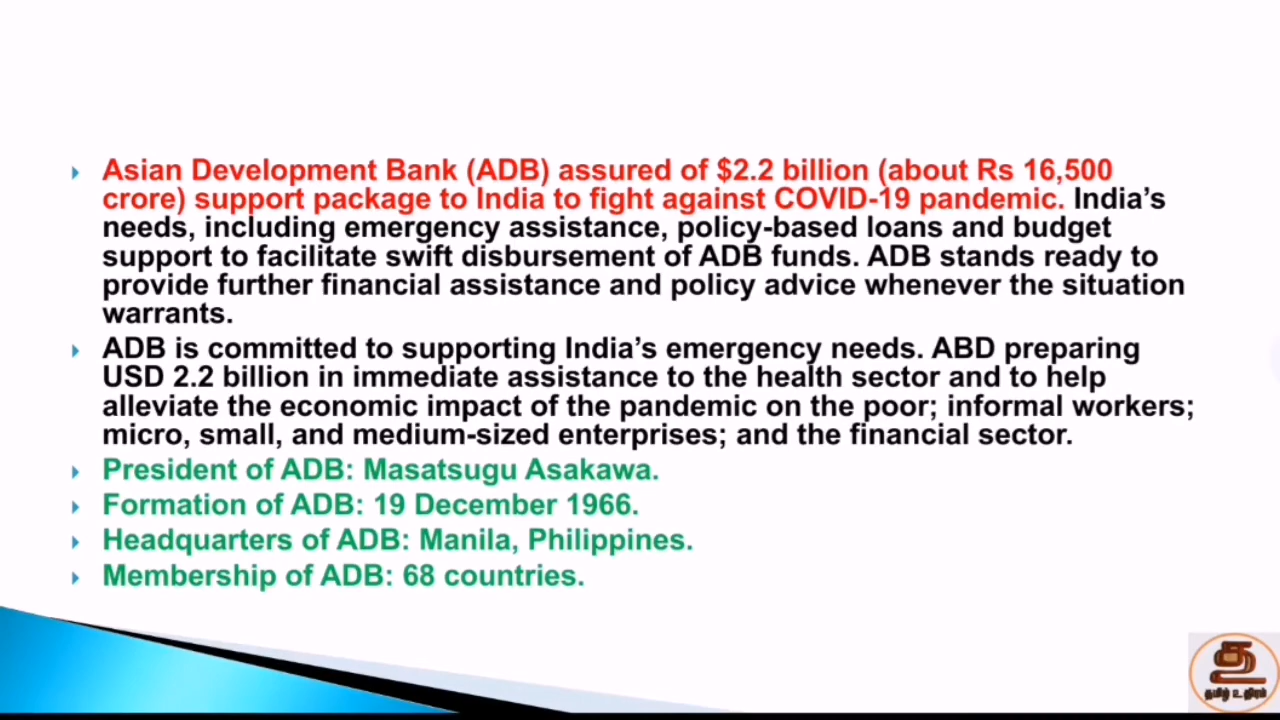 Asian Development Bank (ADB) assured of $2.2 billion (about Rs 16,500
crore) support package to India to fight against COVID-19 pandemic. India’s
needs, including emergency assistance, policy-based loans and budget
support to facilitate swift disbursement of ADB funds. ADB stands ready to
provide further financial assistance and policy advice whenever the situation
warrants.
ADB is committed to supporting India’s emergency needs. ABD preparing
USD 2.2 billion in immediate assistance to the health sector and to help
alleviate the economic impact of the pandemic on the poor; informal workers;
micro, small, and medium-sized enterprises; and the financial sector.
President of ADB: Masatsugu Asakawa.
Formation of ADB: 19 December 1966.
Headquarters of ADB: Manila, Philippines.
Membership of ADB: 68 countries.
த
தமிழ் உதிரம்